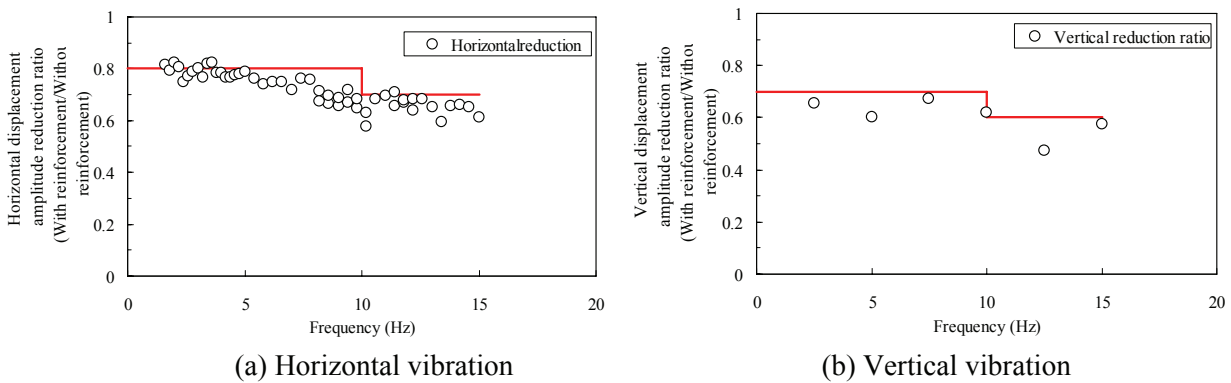 Horizontal displacement
amplitude reduction ratio
(With reinforcement/Withou
reinforcement)
1
0.8
0.6
0.4
0.2
0
Horizontalreduction
0 5 10 15 20
Frequency (Hz)
(a) Horizontal vibration
Vertical displacement
amplitude reduction ratio
(With reinforcement/Withou
reinforcement)
1
0.8
0.6
0.4
0.2
0
Vertical reduction ratio
0 5 10 15 20
Frequency (Hz)
(b) Vertical vibration